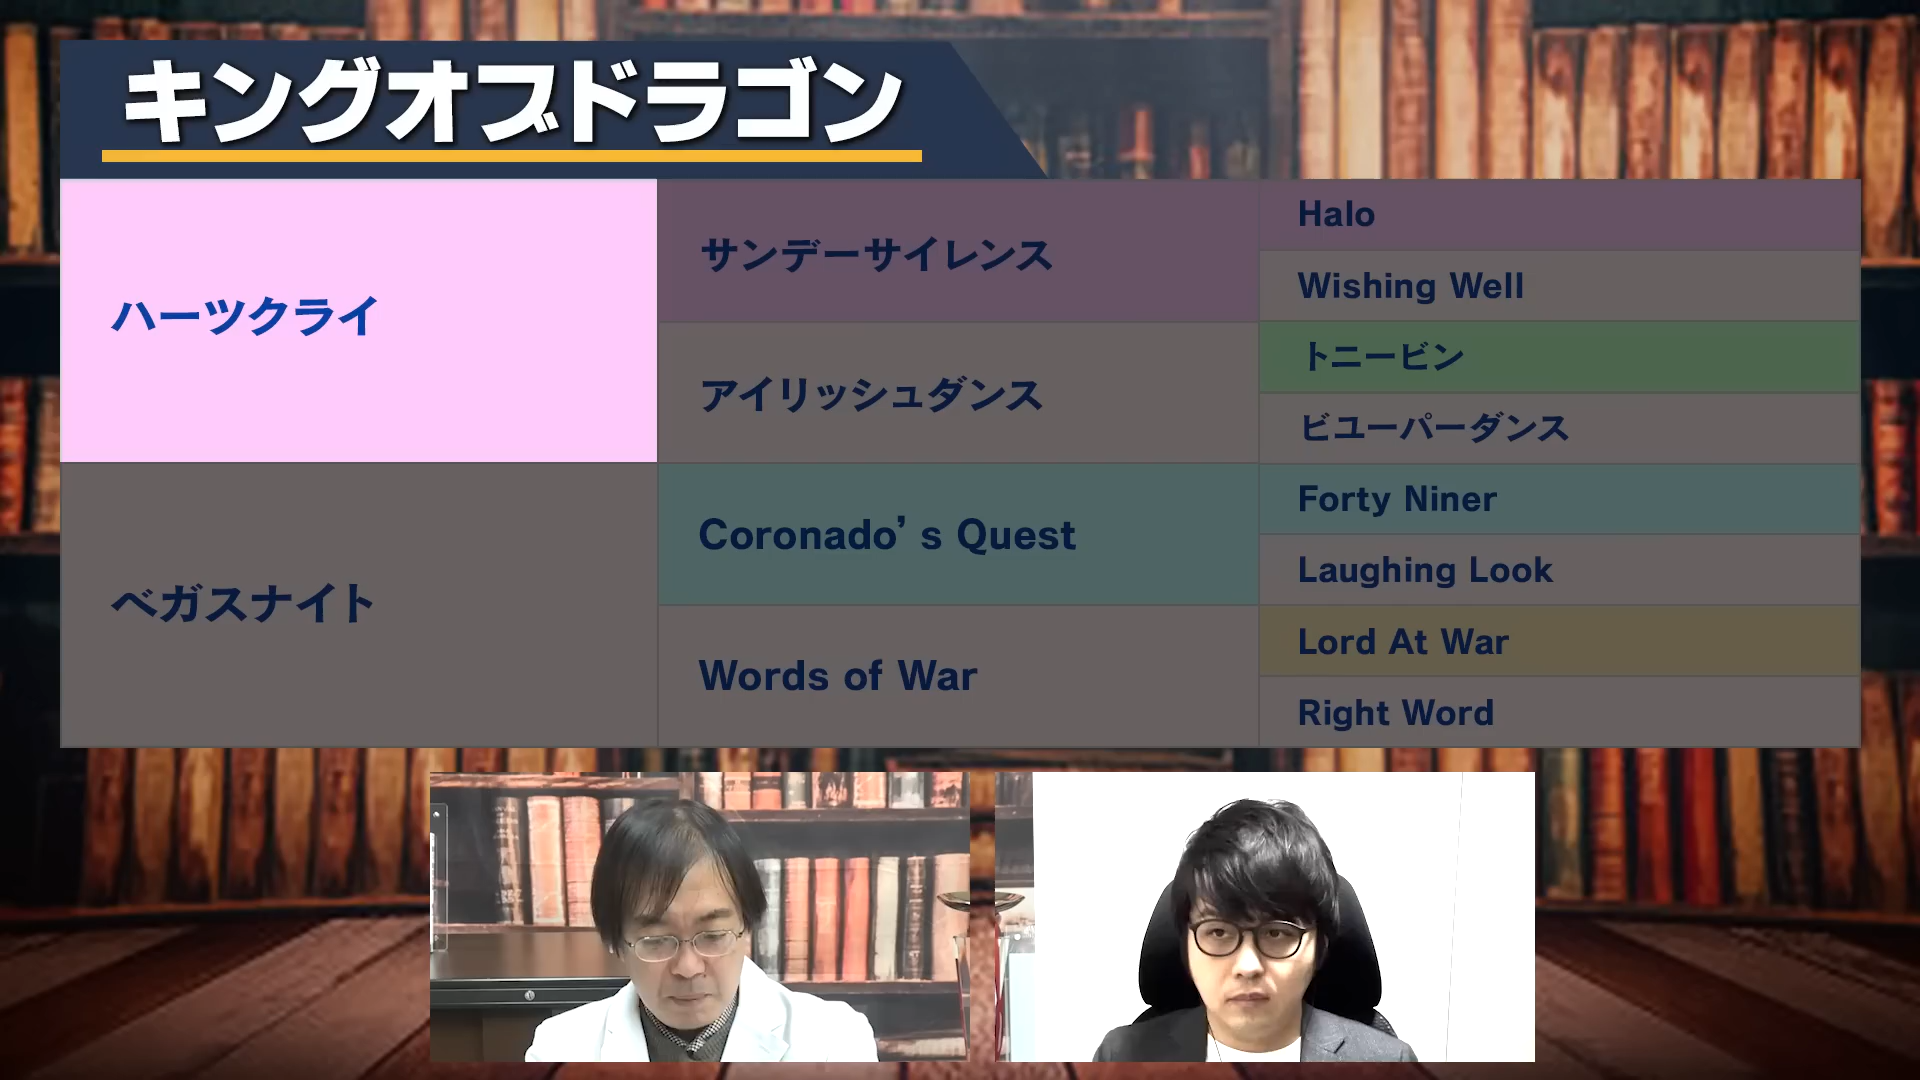 キングオブドラゴン
ハーツクライ
サンデーサイレンス
Halo
Wishing Well
アイリッシュダンス
トニービン
ビューパーダンス
ベガスナイト
Coronado’s Quest
Forty Niner
Laughing Look
Words of War
Lord At War
Right Word